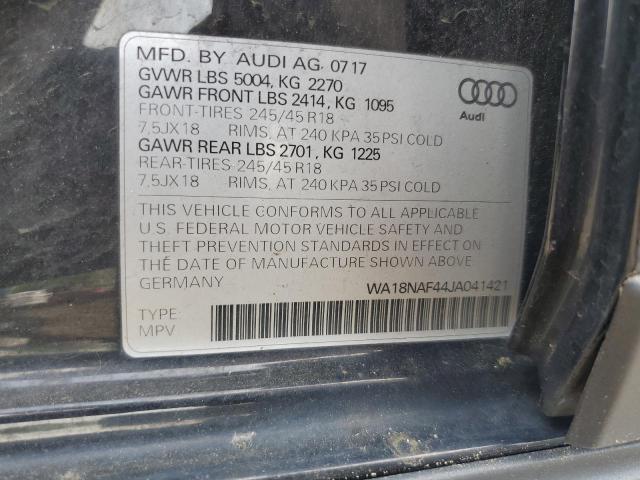 MFD. BY AUDI AG 07 17
GVWR LBS 5004, KG 2270
GAWR FRONT LBS 2414, KG 1095
FRONT-TIRES 245/45 R18
7,5JX18 RIMS, AT 240 KPA 35 PSI COLD
GAWR REAR LBS 2701, KG 1225
REAR-TIRES 245/45 R18
7,5JX18 RIMS, AT 240 KPA 35 PSI COLD
Audi
THIS VEHICLE CONFORMS TO ALL APPLICABLE
U.S. FEDERAL MOTOR VEHICLE SAFETY AND
THEFT PREVENTION STANDARDS IN EFFECT ON
THE DATE OF MANUFACTURE SHOWN ABOVE.
GERMANY
WA18NAF44JA041421
TYPE:
MPV